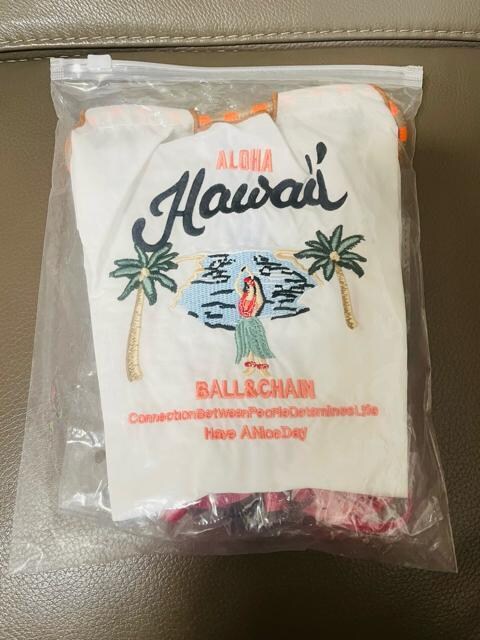 ALOHA
Hawaii
BALL&CHAIN
ConnectionBetweenPeopleDeterminesLife
Have ANiceDay